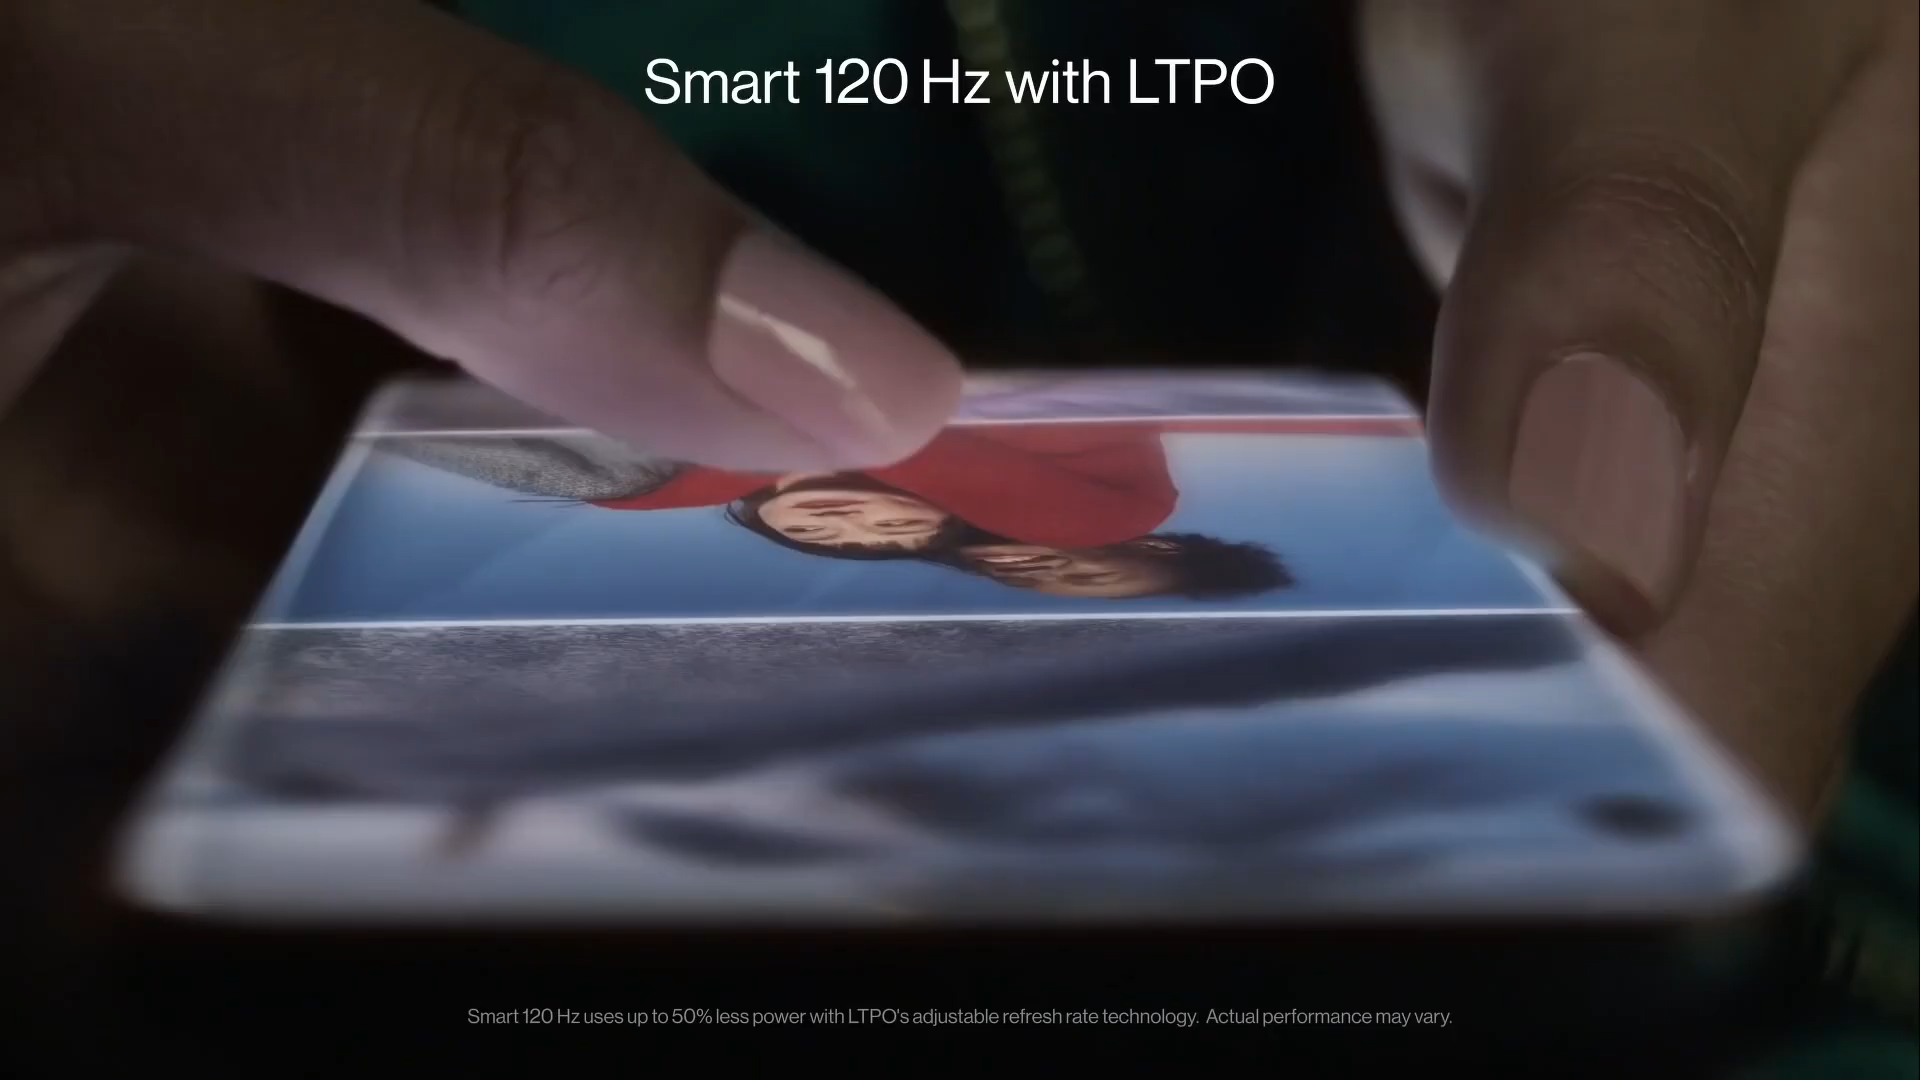 Smart 120 Hz with LTPO
Smart 120 Hz uses up to 50% less power with LTPO's adjustable refresh rate technology. Actual performance may vary.